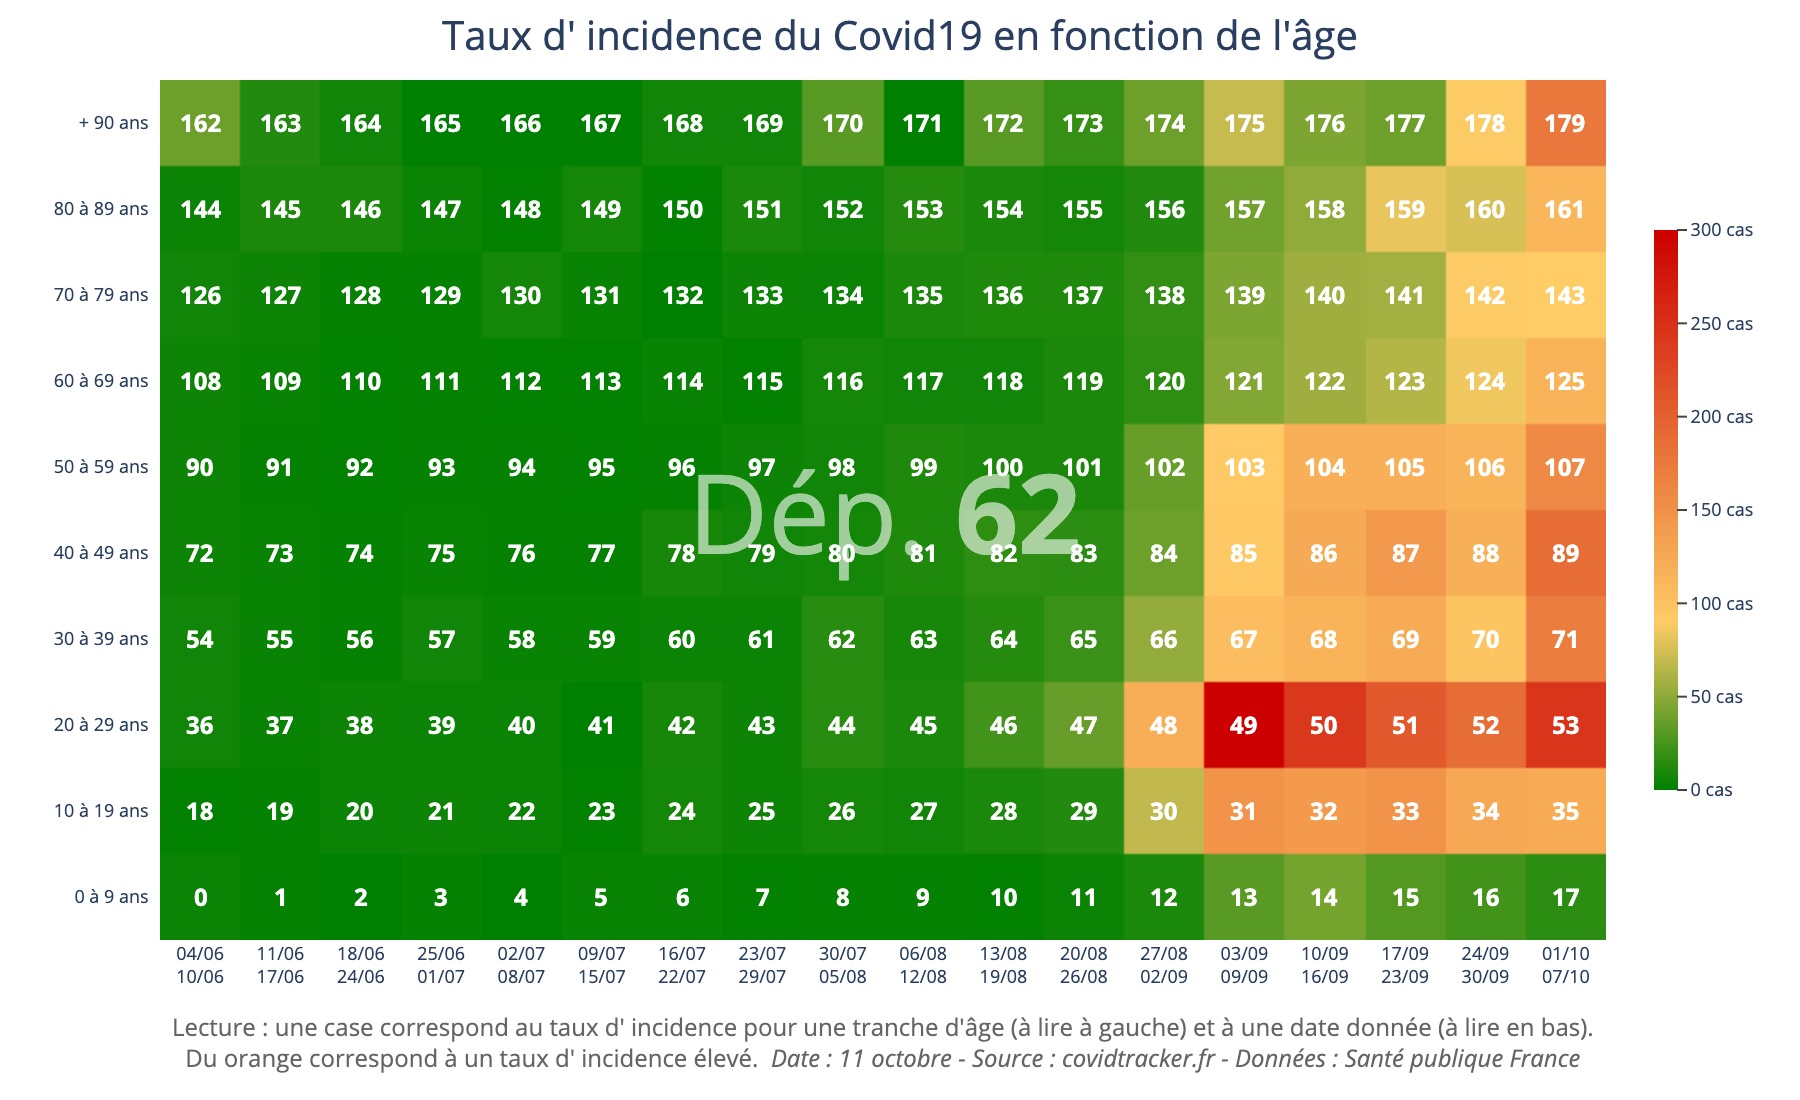 Taux d' incidence du Covid19 en fonction de l'âge
+ 90 ans 162 163 164 165 166 167 168 169 170 171 172 173 174 175 176 177 178 179
80 à 89 ans 144 145 146 147 148 149 150 151 152 153 154 155 156 157 158 159 160 161
300 cas
70 à 79 ans 126 127 128 129 130 131 132 133 134 135 136 137 138 139 140 141 142 143
250 cas
60 à 69 ans 108 109 110 111 112 113 114 115 116 117 118 119 120 121 122 123 124 125
200 cas
50 à 59 ans 90 91 92 93 94 95 96 97 98 99 100 101 102 103 104 105 106 107
Dép. 62
150 cas
40 à 49 ans 72 73 74 75 76 77 78 79 80 81 82 83 84 85 86 87 88 89
100 cas
30 à 39 ans 54 55 56 57 58 59 60 61 62 63 64 65 66 67 68 69 70 71
50 cas
20 à 29 ans 36 37 38 39 40 41 42 43 44 45 46 47 48 49 50 51 52 53
0 cas
10 à 19 ans 18 19 20 21 22 23 24 25 26 27 28 29 30 31 32 33 34 35
0 à 9 ans 0 1 2 3 4 5 6 7 8 9 10 11 12 13 14 15 16 17
04/06 11/06 18/06 25/06 02/07 09/07 16/07 23/07 30/07 06/08 13/08 20/08 27/08 03/09 10/09 17/09 24/09 01/10
10/06 17/06 24/06 01/07 08/07 15/07 22/07 29/07 05/08 12/08 19/08 26/08 02/09 09/09 16/09 23/09 30/09 07/10
Lecture : une case correspond au taux d' incidence pour une tranche d'âge (à lire à gauche) et à une date donnée (à lire en bas).
Du orange correspond à un taux d' incidence élevé. Date : 11 octobre - Source : covidtracker.fr - Données : Santé publique France